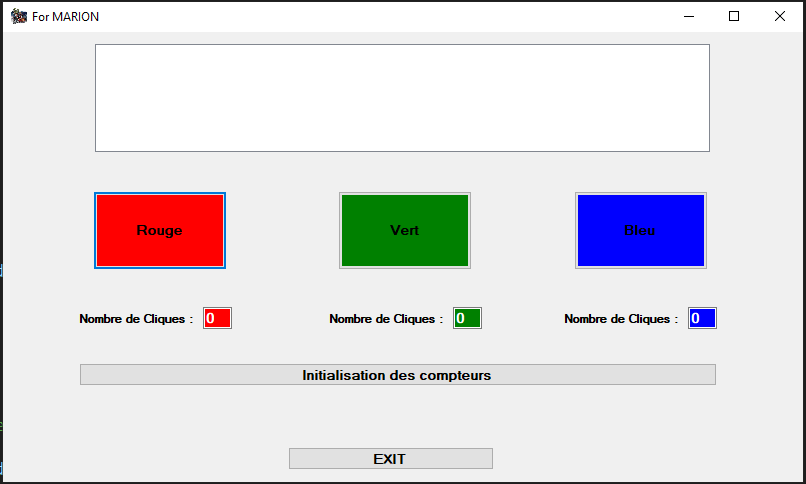 For MARION
Rouge
Vert
Bleu
Nombre de Cliques : 0
Nombre de Cliques : 0
Nombre de Cliques : 0
Initialisation des compteurs
EXIT